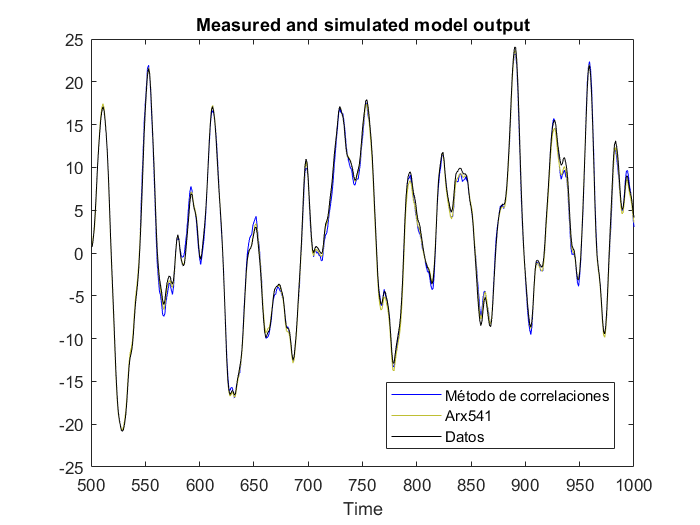 Measured and simulated model output
25
20
15
10
5
0
-5
-10
-15
-20
-25
500 550 600 650 700 750 800 850 900 950 1000
Time
Método de correlaciones
Arx541
Datos